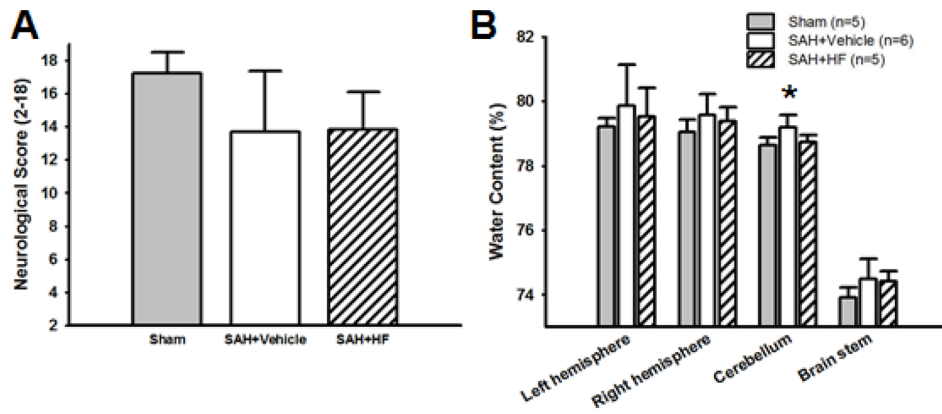 A
Neurological Score (2-18)
18
16
14
12
10
8
6
4
2
Sham
SAH+Vehicle
SAH+HF
B
Sham (n=5)
SAH+Vehicle (n=6)
SAH+HF (n=5)
*
Water Content (%)
82
80
78
76
74
Left hemisphere
Right hemisphere
Cerebellum
Brain stem